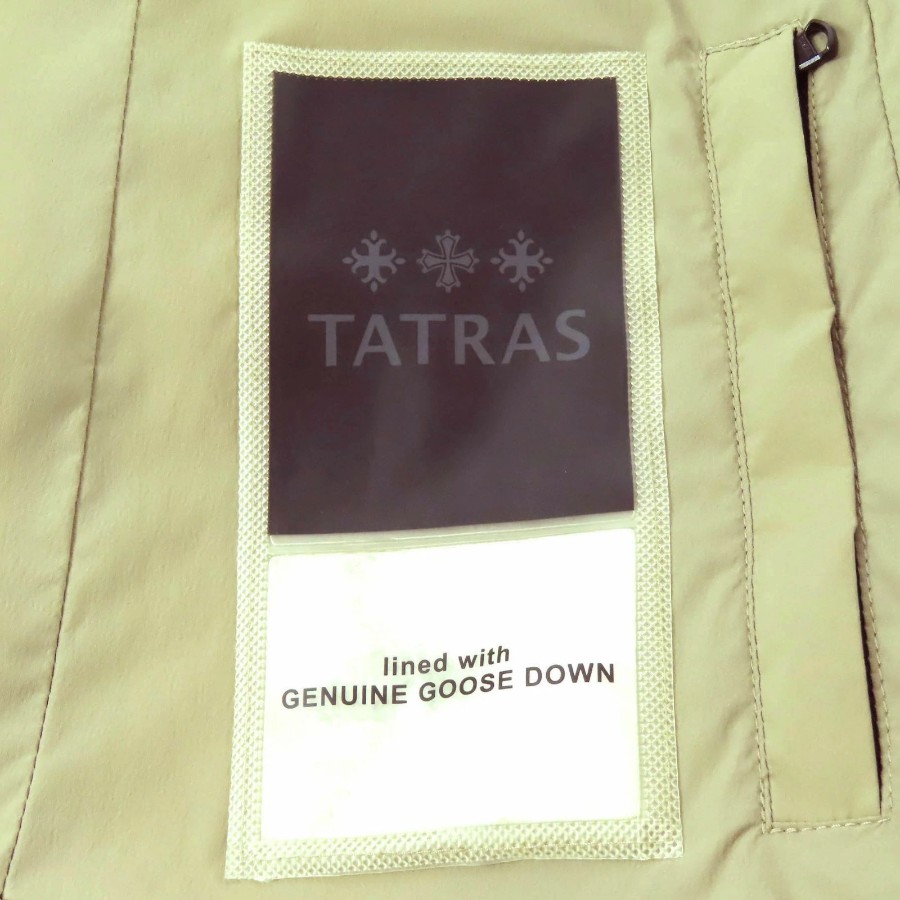 TATRAS
lined with
GENUINE GOOSE DOWN